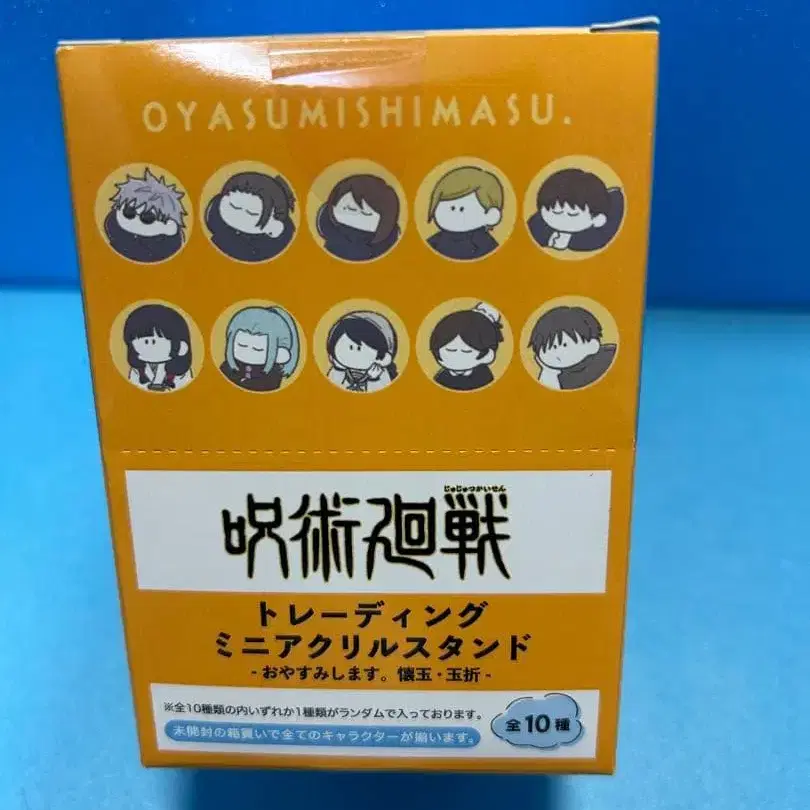 OYASUMISHIMASU.
じゅじゅつかいせん
呪術廻戦
トレーディング
ミニアクリルスタンド
-おやすみします。懐玉・玉折-
※全10種類の内いずれか1種類がランダムで入っております。
未開封の箱買いで全てのキャラクターが揃います。
全10種